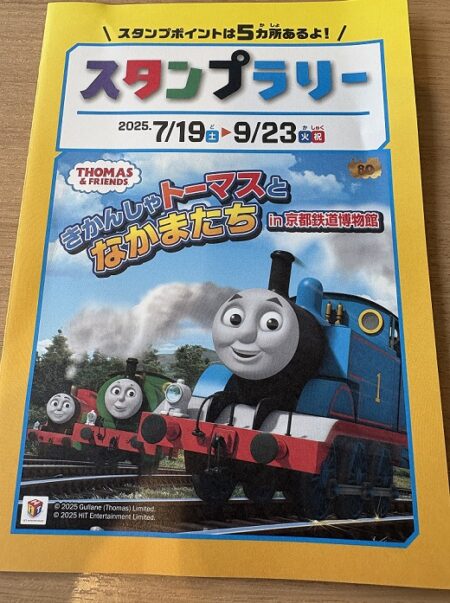 スタンプポイントは5カ所あるよ！
スタンプラリー
2025.7/19土▶9/23火祝
THOMAS
& FRIENDS
80
きかんしゃトーマスと
なかまたち
in 京都鉄道博物館
1
© 2025 Gullane (Thomas) Limited.
© 2025 HIT Entertainment Limited.